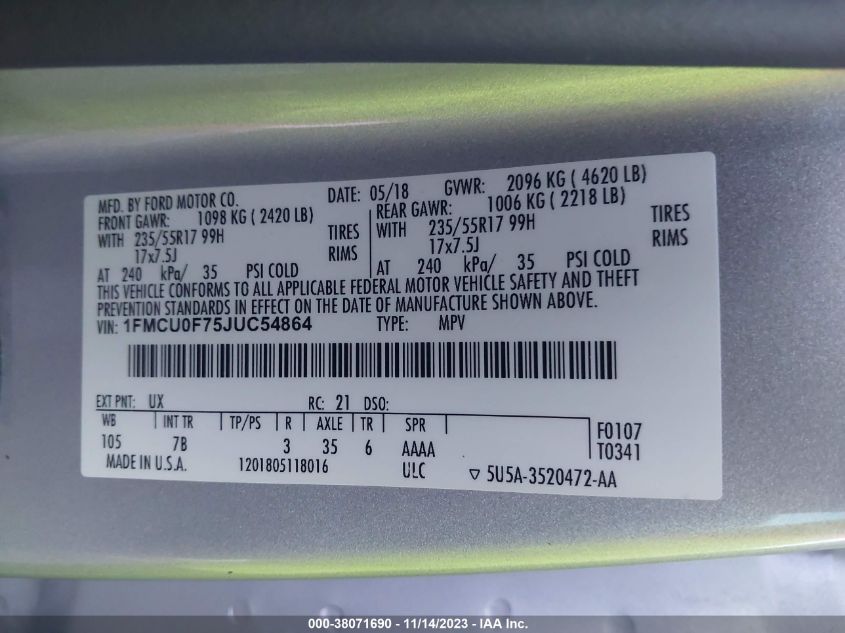 MFD. BY FORD MOTOR CO. DATE: 05/18 GVWR: 2096 KG ( 4620 LB)
FRONT GAWR: 1098 KG ( 2420 LB) REAR GAWR: 1006 KG ( 2218 LB)
WITH 235/55R17 99H TIRES WITH 235/55R17 99H TIRES
17x7.5J RIMS 17x7.5J RIMS
AT 240 kPa/ 35 PSI COLD AT 240 kPa/ 35 PSI COLD
THIS VEHICLE CONFORMS TO ALL APPLICABLE FEDERAL MOTOR VEHICLE SAFETY AND THEFT
PREVENTION STANDARDS IN EFFECT ON THE DATE OF MANUFACTURE SHOWN ABOVE.
VIN: 1FMCU0F75JUC54864 TYPE: MPV
EXT PNT: UX RC: 21 DSO:
WB INT TR TP/PS R AXLE TR SPR F0107
105 7B 3 35 6 AAAA T0341
MADE IN U.S.A. 1201805118016 ULC ▽ 5U5A-3520472-AA
000-38071690 - 11/14/2023 - © IAA Inc.